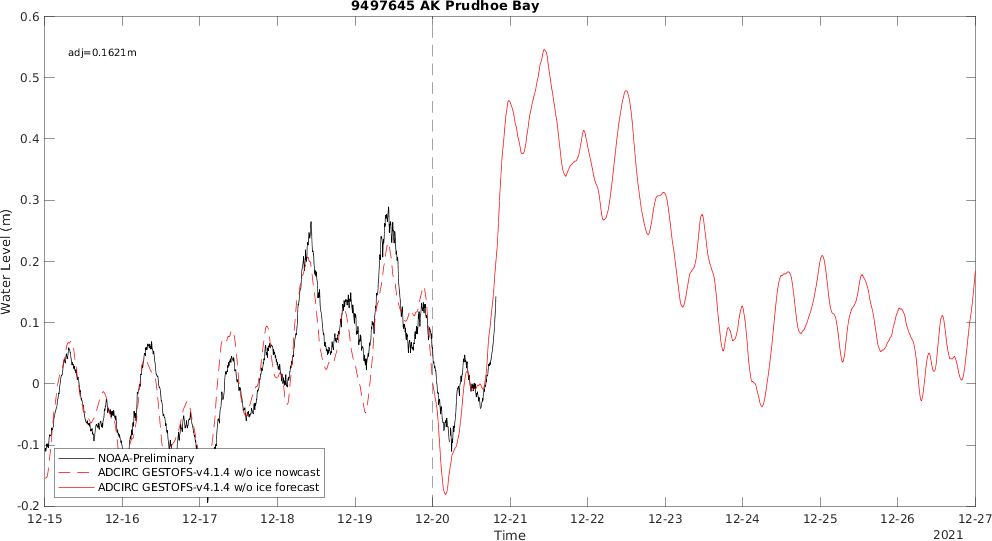 9497645 AK Prudhoe Bay
adj=0.1621m
Water Level (m)
0.6
0.5
0.4
0.3
0.2
0.1
0
-0.1
-0.2
NOAA-Preliminary
ADCIRC GESTOFS-v4.1.4 w/o ice nowcast
ADCIRC GESTOFS-v4.1.4 w/o ice forecast
12-15 12-16 12-17 12-18 12-19 12-20 12-21 12-22 12-23 12-24 12-25 12-26 12-27
Time
2021